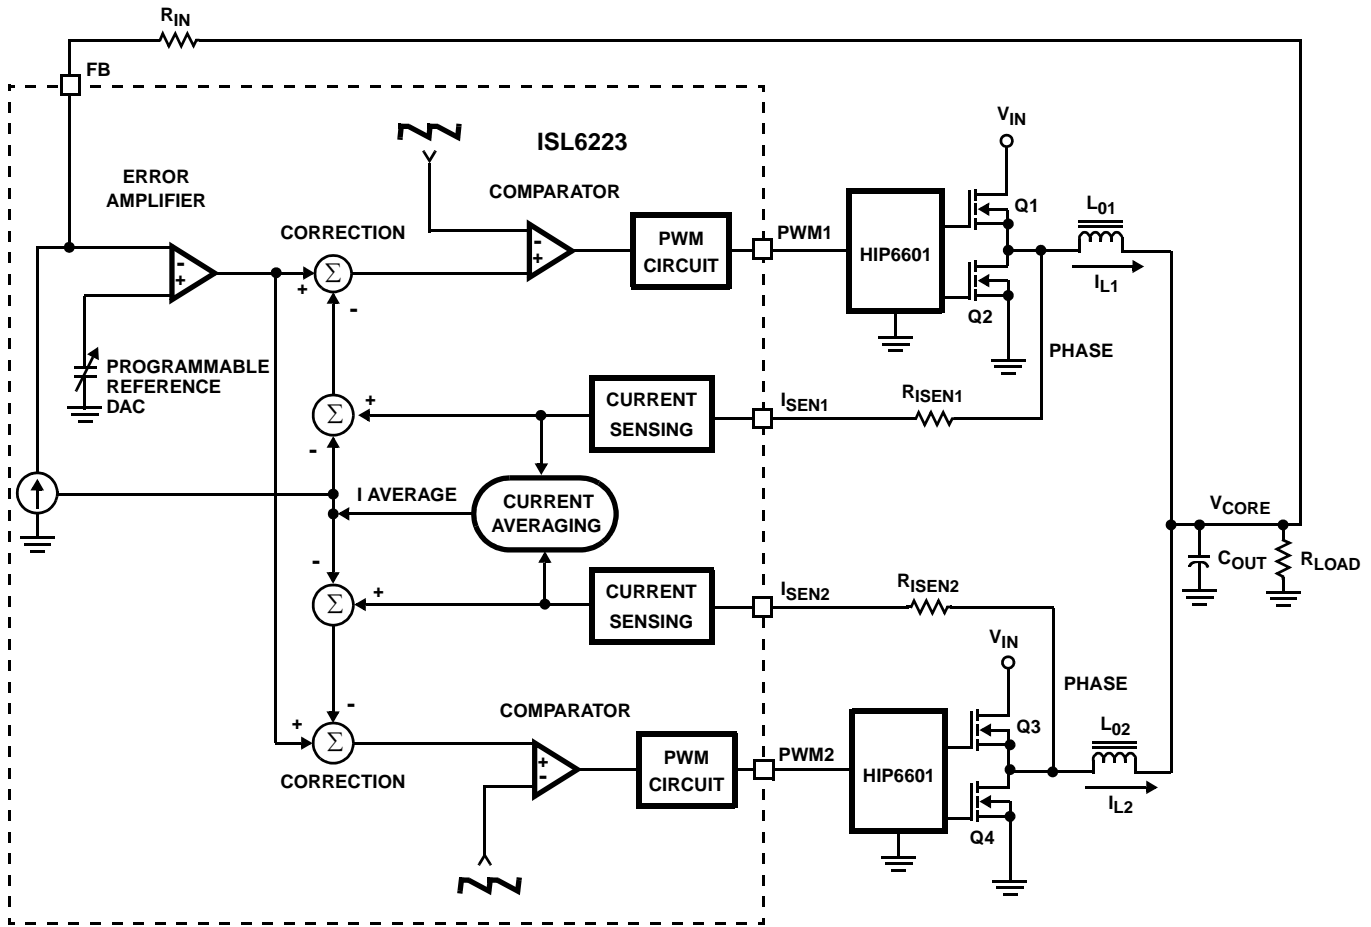 RIN
FB
ISL6223
VIN
ERROR
AMPLIFIER
COMPARATOR
CORRECTION
-
+
+
Σ
-
-
+
PWM
CIRCUIT
PWM1
HIP6601
Q1
Q2
L01
IL1
PHASE
PROGRAMMABLE
REFERENCE
DAC
Σ
+
-
CURRENT
SENSING
ISEN1
RISEN1
I AVERAGE
CURRENT
AVERAGING
VCORE
COUT
RLOAD
-
Σ
+
CURRENT
SENSING
ISEN2
RISEN2
VIN
PHASE
-
+
Σ
CORRECTION
COMPARATOR
+
-
PWM
CIRCUIT
PWM2
HIP6601
Q3
Q4
L02
IL2